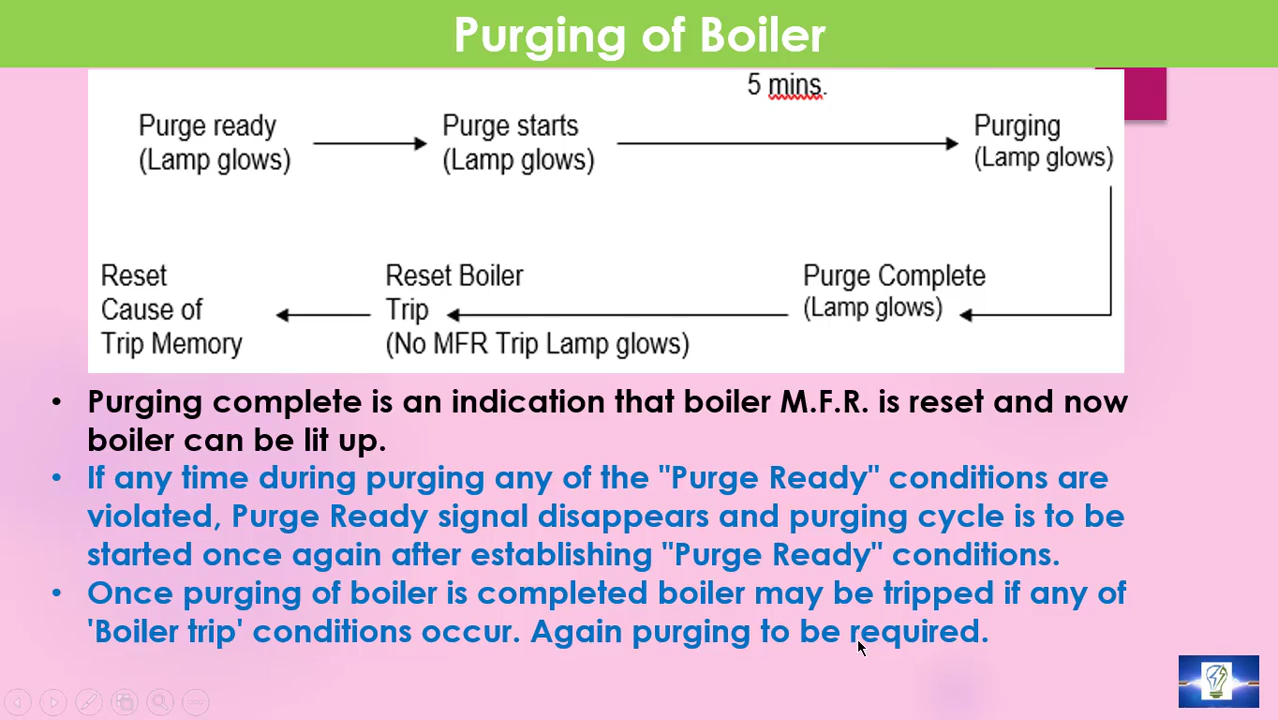 Purging of Boiler
5 mins.
Purge ready
(Lamp glows)
Purge starts
(Lamp glows)
Purging
(Lamp glows)
Reset
Cause of
Trip Memory
Reset Boiler
Trip
(No MFR Trip Lamp glows)
Purge Complete
(Lamp glows)
• Purging complete is an indication that boiler M.F.R. is reset and now
boiler can be lit up.
• If any time during purging any of the "Purge Ready" conditions are
violated, Purge Ready signal disappears and purging cycle is to be
started once again after establishing "Purge Ready" conditions.
• Once purging of boiler is completed boiler may be tripped if any of
'Boiler trip' conditions occur. Again purging to be required.